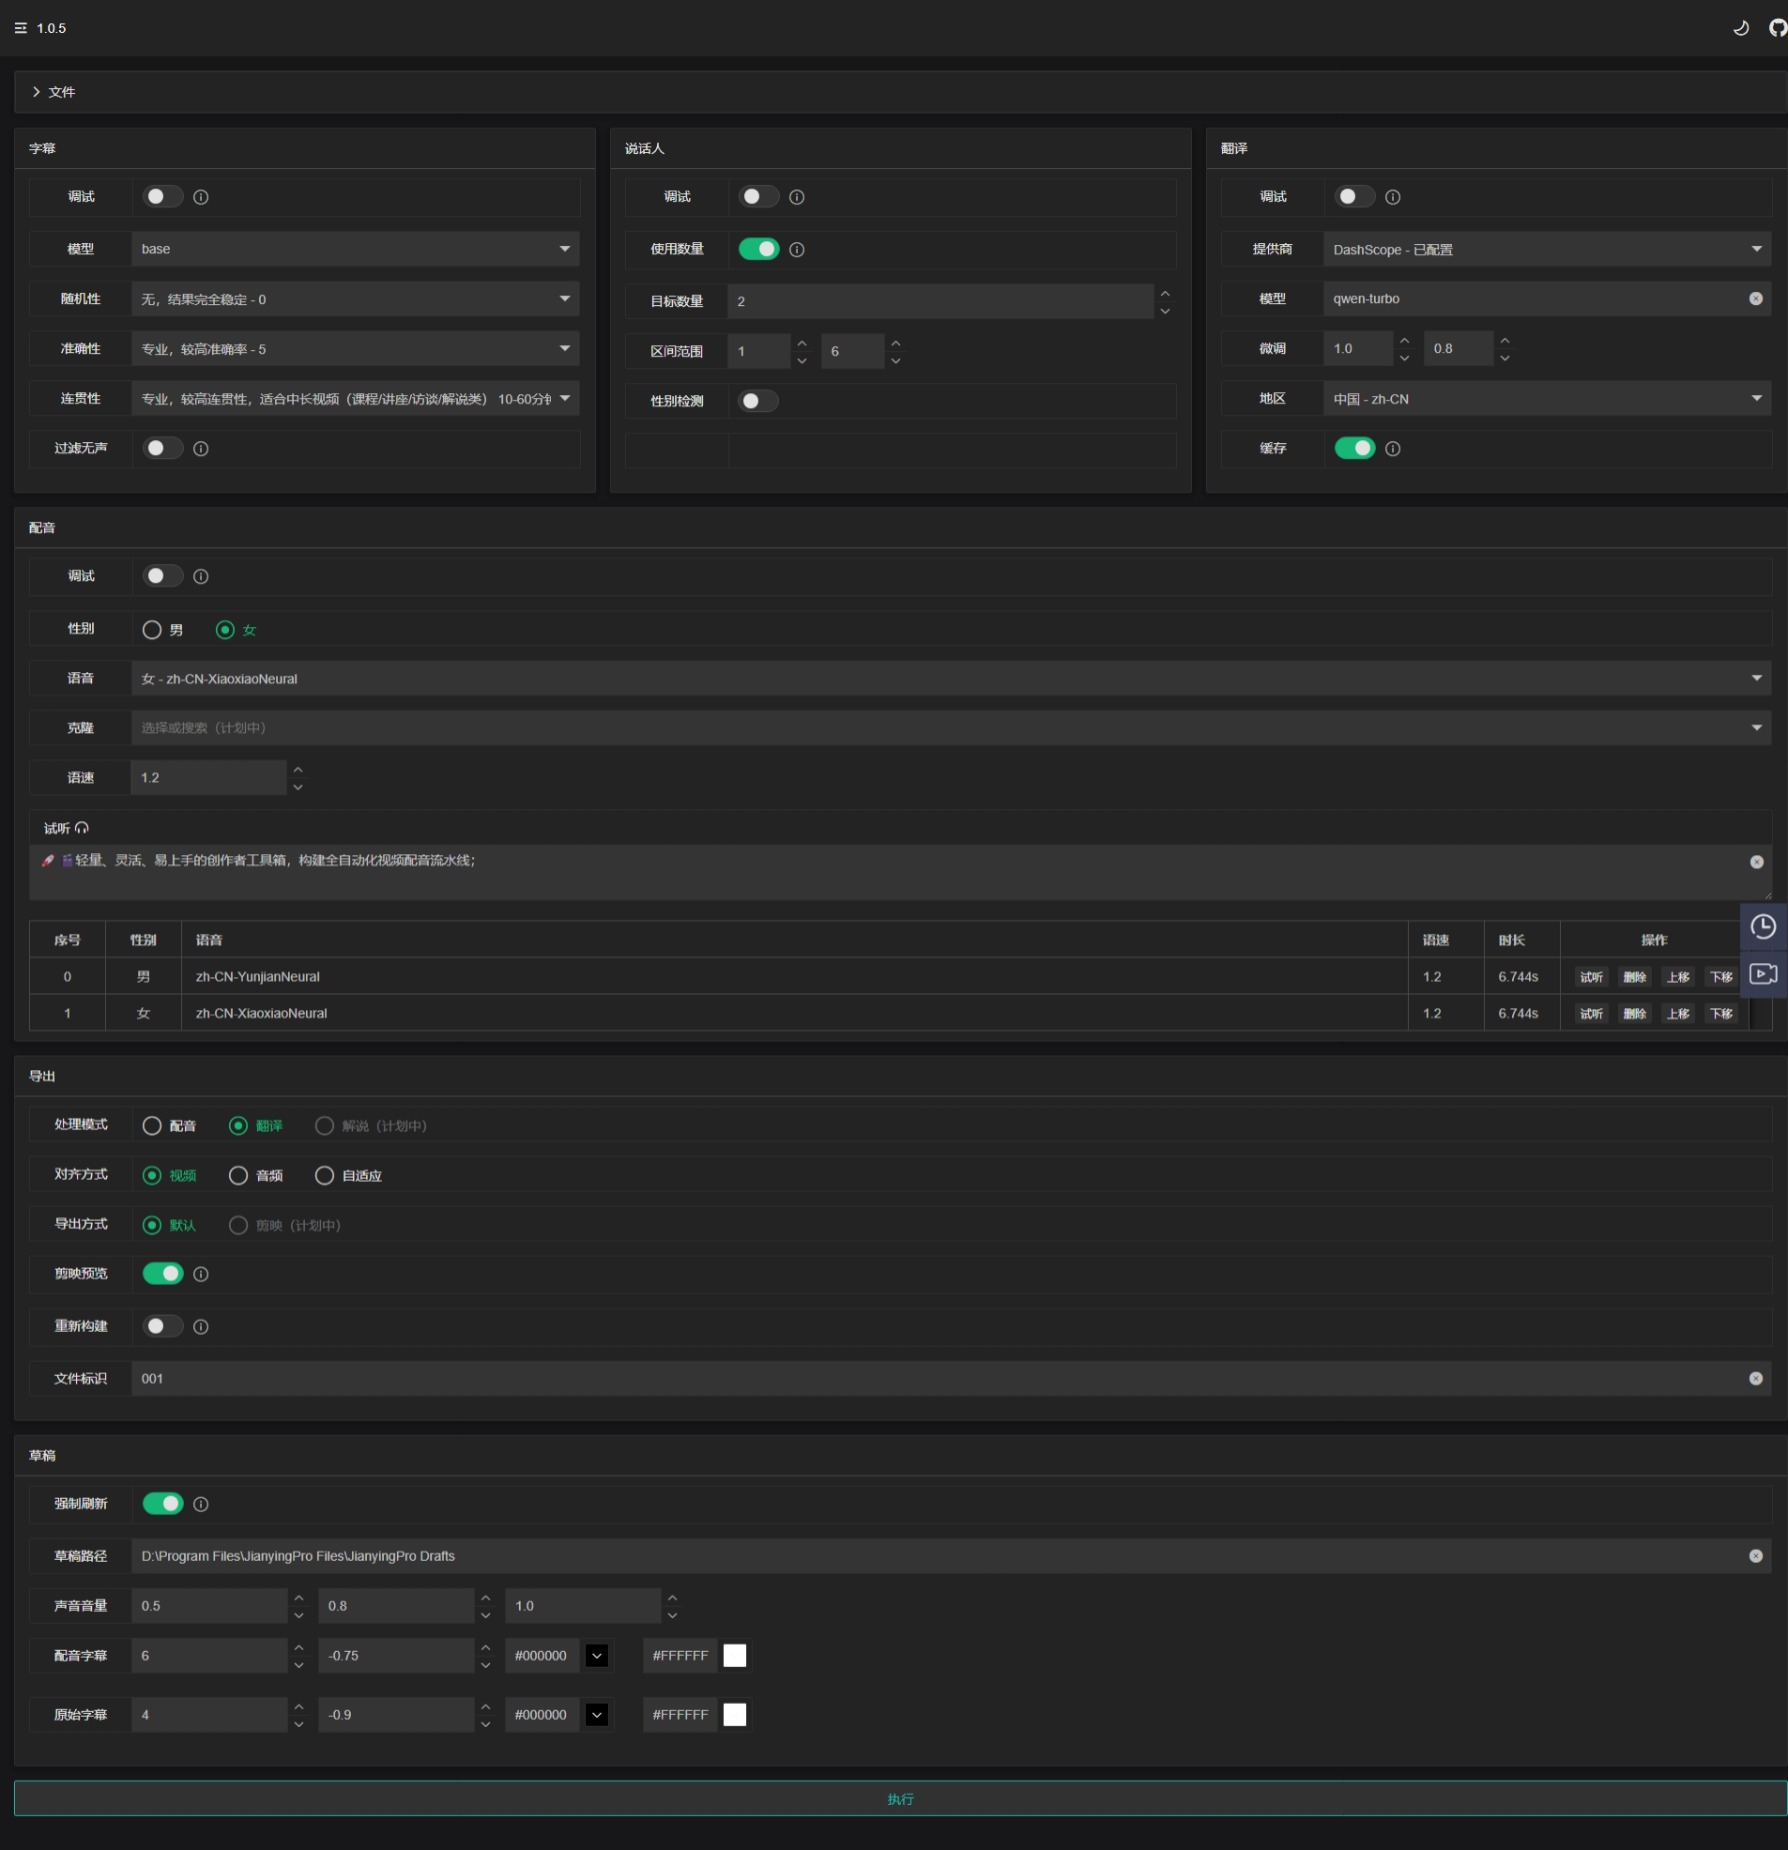 1.0.5
文件
字幕
调试
模型 base
随机性 无，结果完全稳定 - 0
准确性 专业，较高准确率 - 5
连贯性 专业，较高连贯性，适合中长视频（课程/讲座/访谈/解说类） 10-60分
过滤无声
说话人
调试
使用数量
目标数量 2
区间范围 1 6
性别检测
翻译
调试
提供商 DashScope - 已配置
模型 qwen-turbo
微调 1.0 0.8
地区 中国 - zh-CN
缓存
配音
调试
性别 男 女
语音 女 - zh-CN-XiaoxiaoNeural
克隆 选择或搜索（计划中）
语速 1.2
试听
轻量、灵活、易上手的创作者工具箱，构建全自动化视频配音流水线；
序号 性别 语音 语速 时长 操作
0 男 zh-CN-YunjianNeural 1.2 6.744s 试听 删除 上移 下移
1 女 zh-CN-XiaoxiaoNeural 1.2 6.744s 试听 删除 上移 下移
导出
处理模式 配音 翻译 解说（计划中）
对齐方式 视频 音频 自适应
导出方式 默认 剪映（计划中）
剪映预览
重新构建
文件标识 001
草稿
强制刷新
草稿路径 D:\Program Files\JianyingPro Files\JianyingPro Drafts
声音音量 0.5 0.8 1.0
配音字幕 6 -0.75 #000000 #FFFFFF
原始字幕 4 -0.9 #000000 #FFFFFF
执行